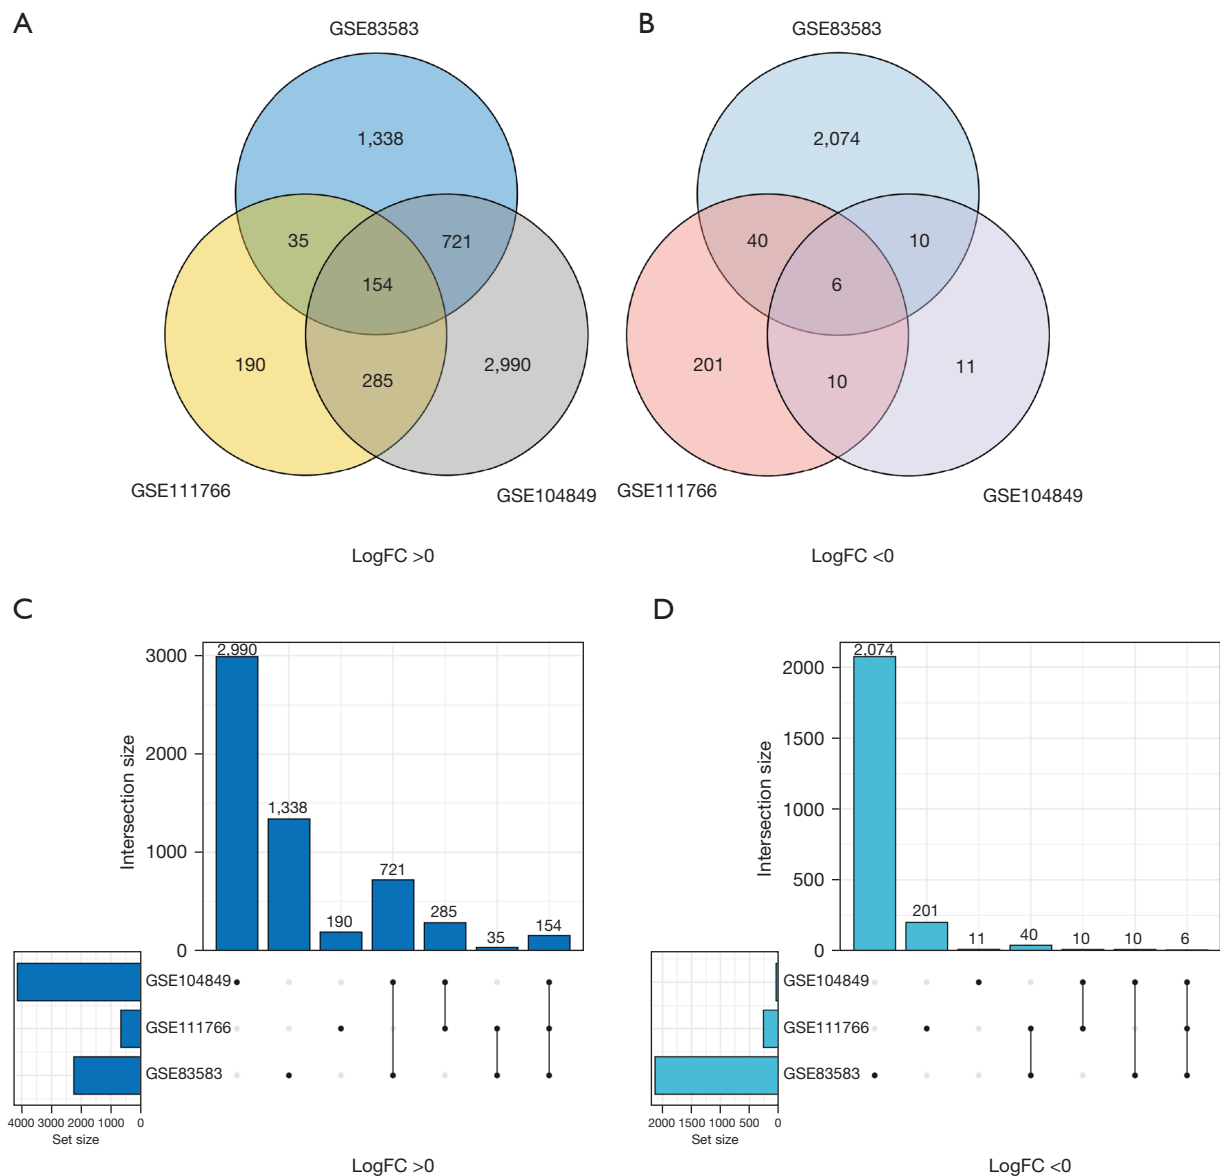 A
GSE83583
1,338
35
721
154
190
285
2,990
GSE111766
GSE104849
LogFC >0
B
GSE83583
2,074
40
10
6
201
10
11
GSE111766
GSE104849
LogFC <0
C
Intersection size
3000
2000
1000
0
2,990
1,338
190
721
285
35
154
GSE104849
GSE111766
GSE83583
4000 3000 2000 1000 0
Set size
LogFC >0
D
Intersection size
2000
1500
1000
500
0
2,074
201
11
40
10
10
6
GSE104849
GSE111766
GSE83583
2000 1500 1000 500 0
Set size
LogFC <0